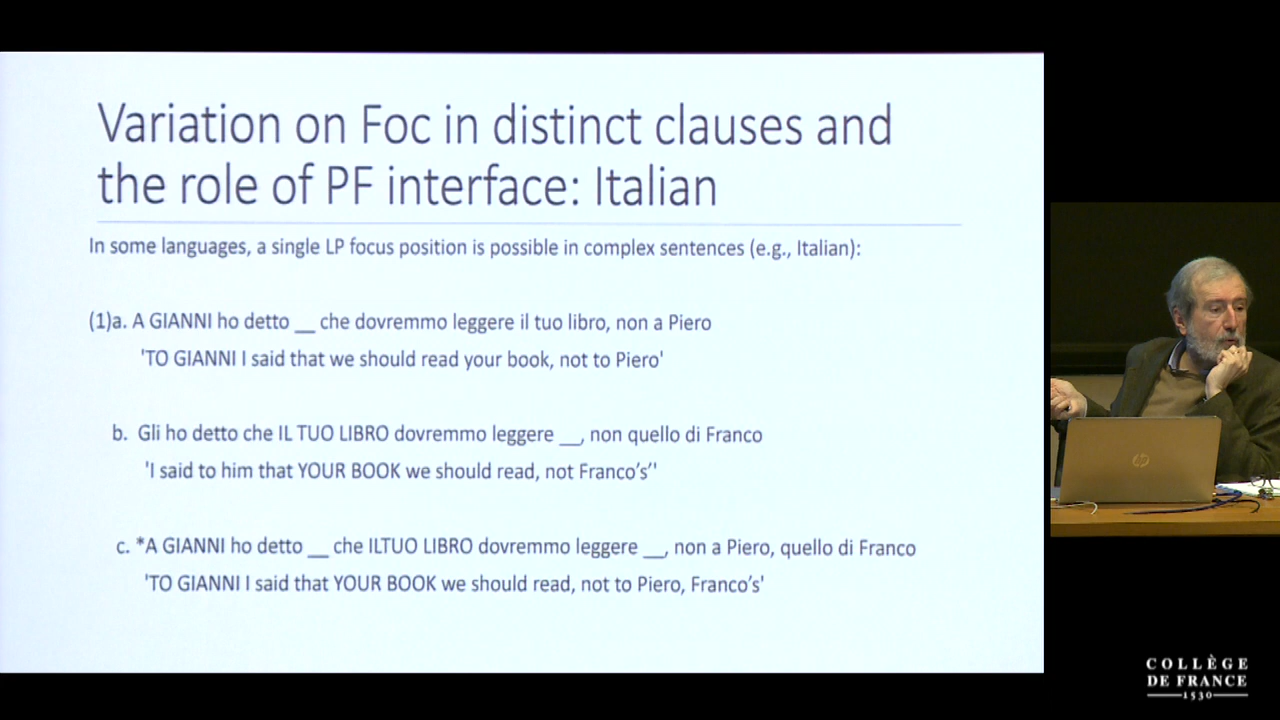 Variation on Foc in distinct clauses and
the role of PF interface: Italian
In some languages, a single LP focus position is possible in complex sentences (e.g., Italian):
(1)a. A GIANNI ho detto __ che dovremmo leggere il tuo libro, non a Piero
'TO GIANNI I said that we should read your book, not to Piero'
b. Gli ho detto che IL TUO LIBRO dovremmo leggere __, non quello di Franco
'I said to him that YOUR BOOK we should read, not Franco's''
c. *A GIANNI ho detto __ che ILTUO LIBRO dovremmo leggere __, non a Piero, quello di Franco
'TO GIANNI I said that YOUR BOOK we should read, not to Piero, Franco's'
hp
COLLÈGE
DE FRANCE
1530